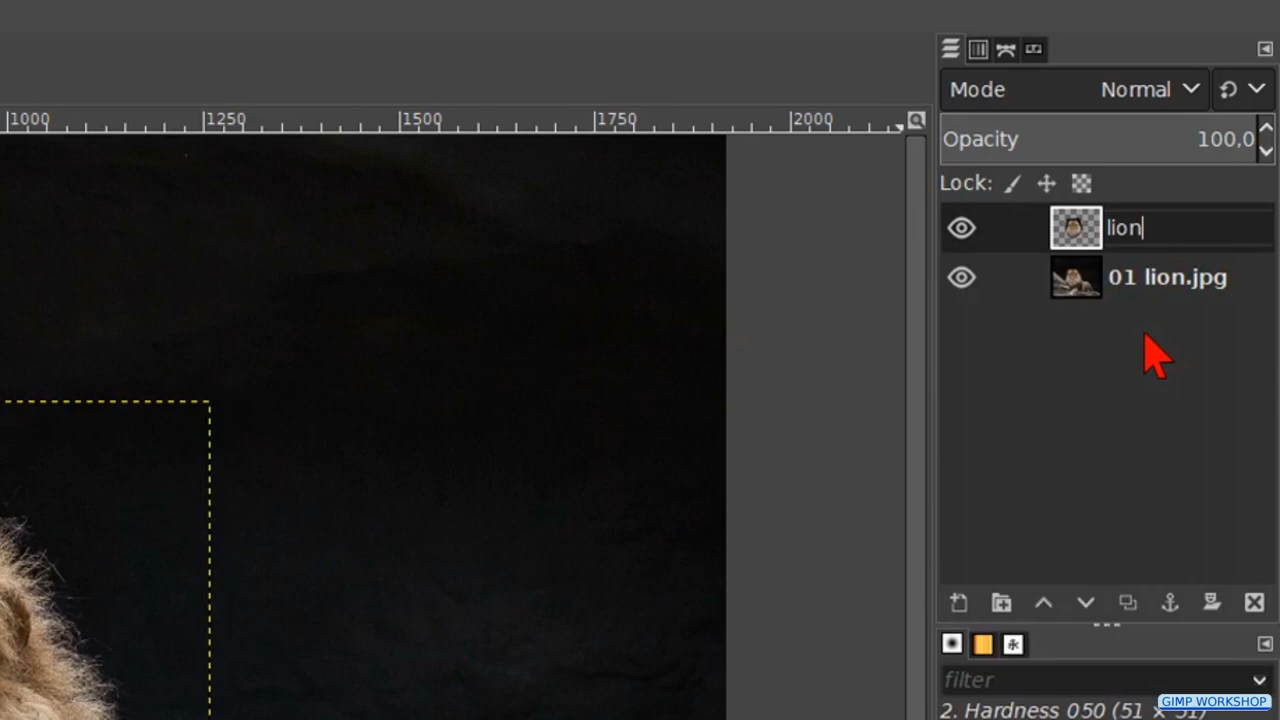 Mode Normal
1000 1250 1500 1750 2000
Opacity 100,0
Lock:
lion
01 lion.jpg
filter
GIMP WORKSHOP
2. Hardness 050 (51 × 51)